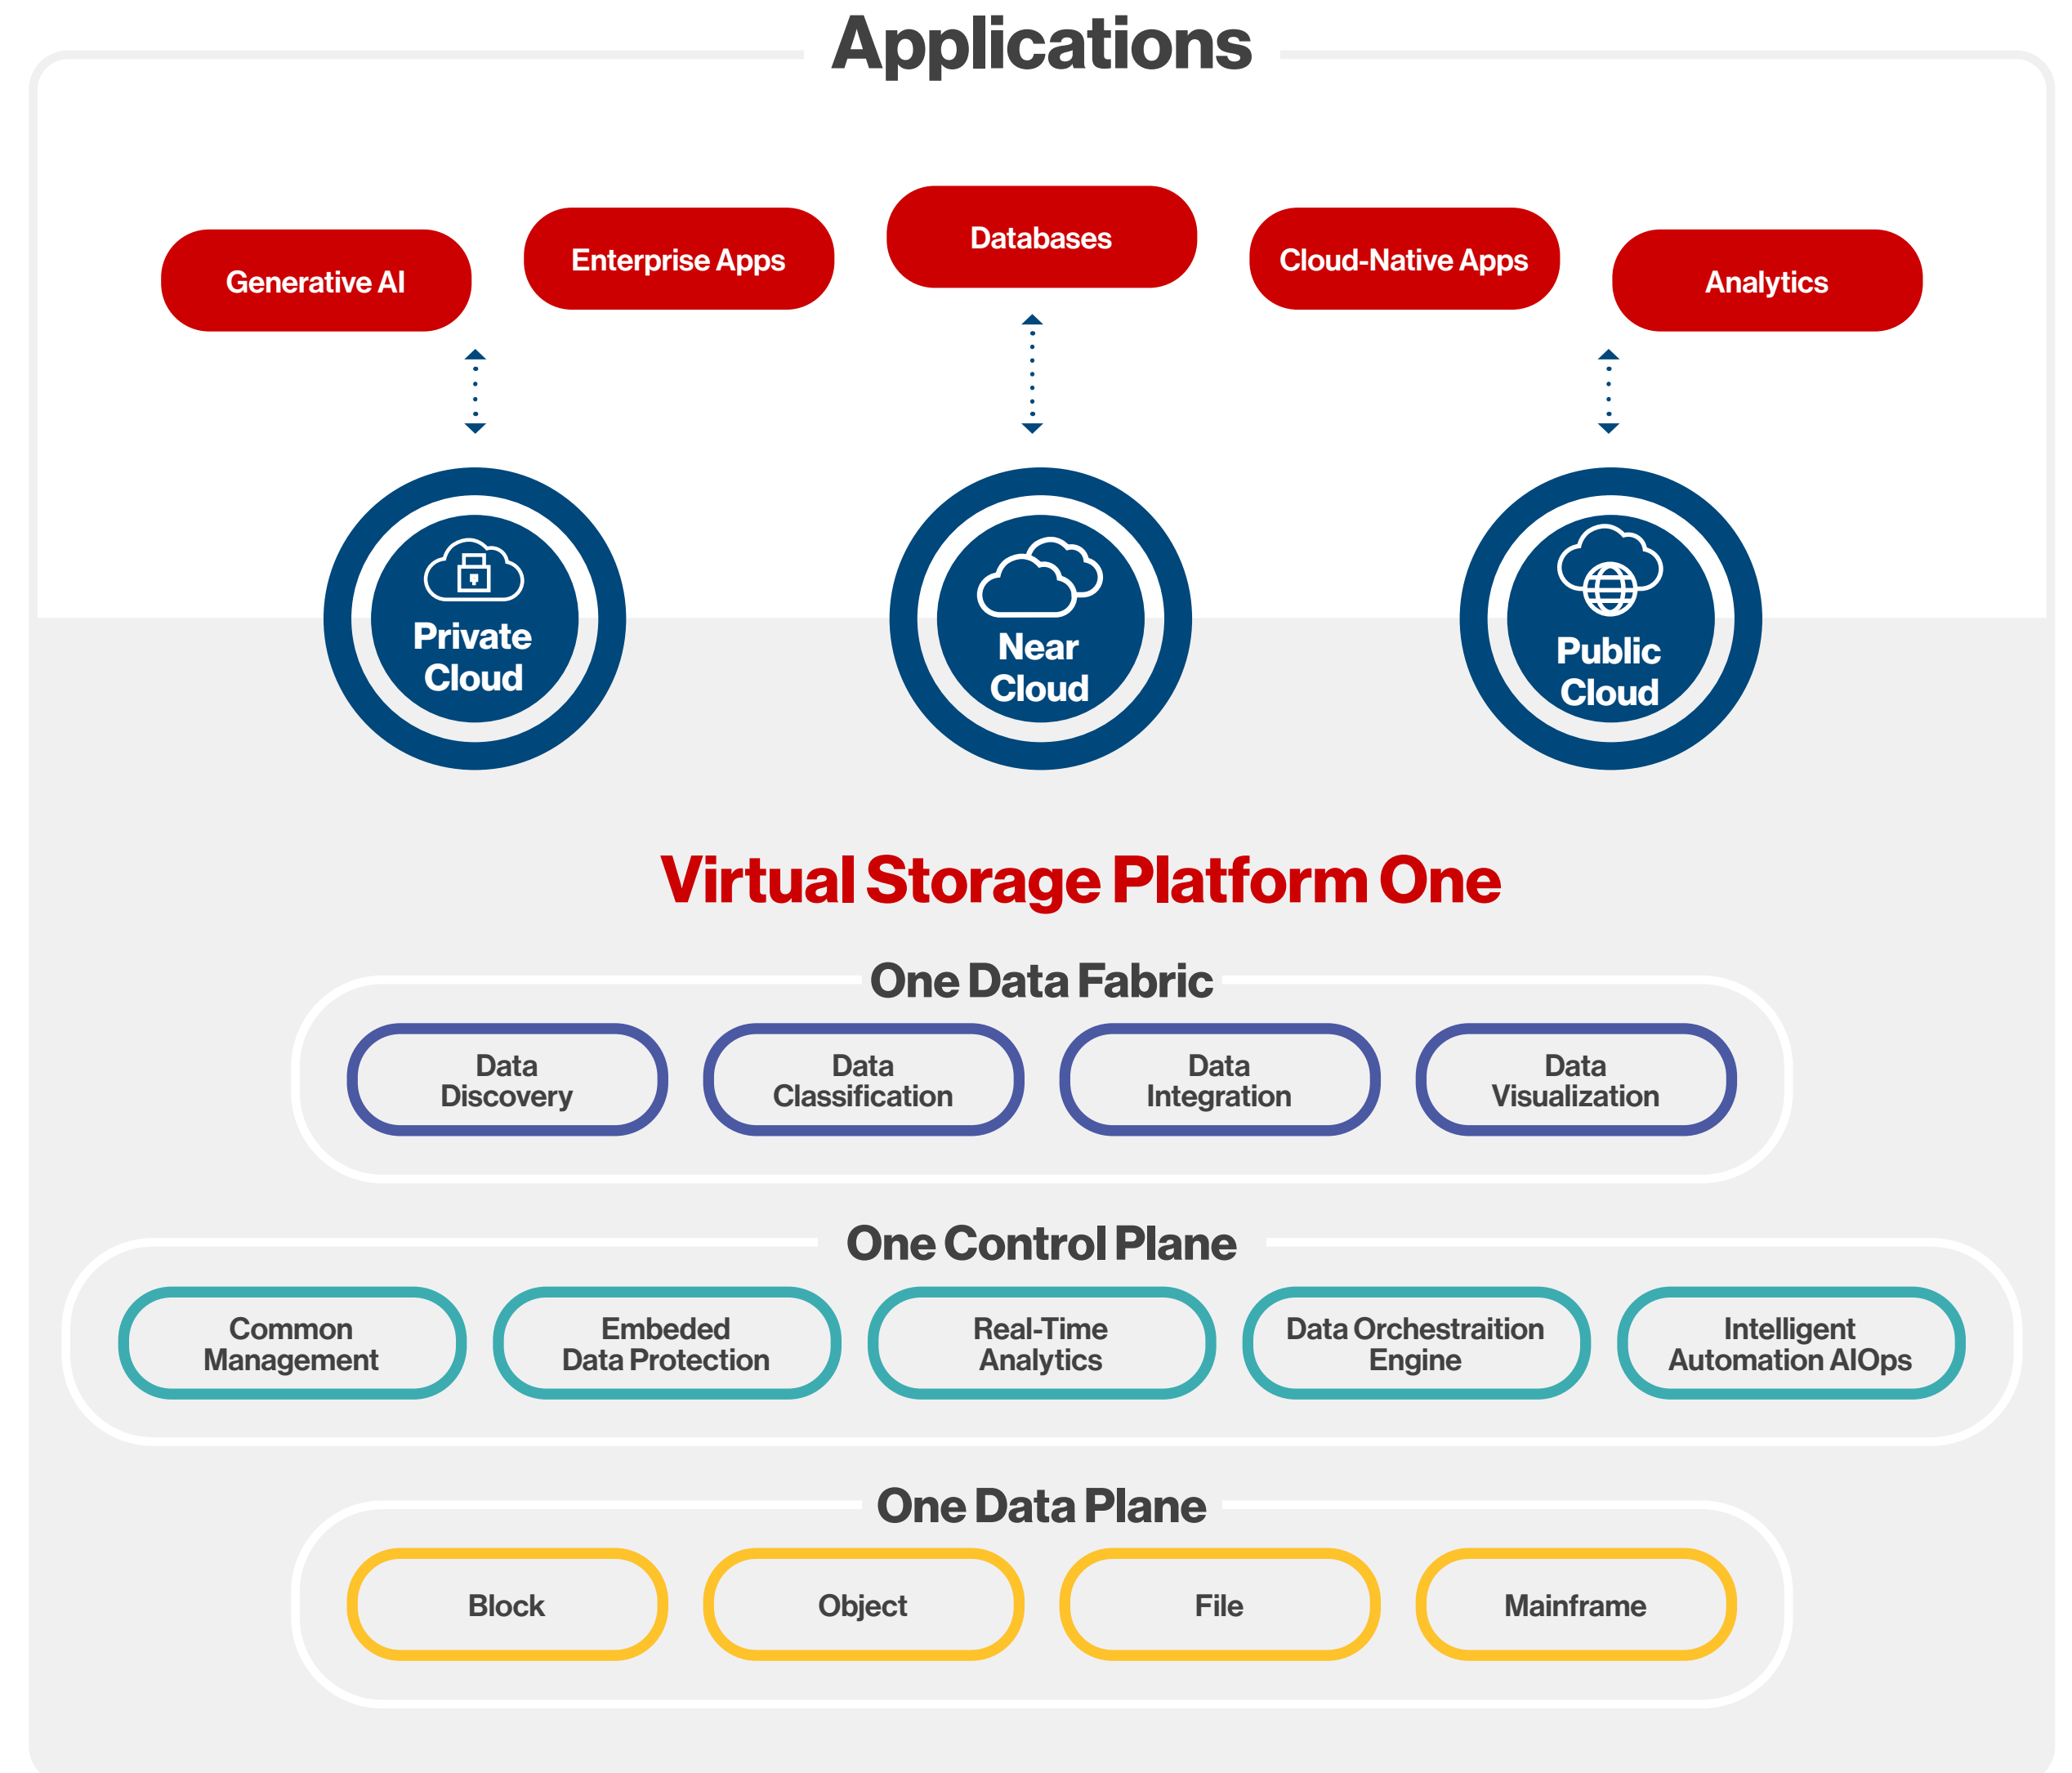 Applications
Generative AI
Enterprise Apps
Databases
Cloud-Native Apps
Analytics
Private
Cloud
Near
Cloud
Public
Cloud
Virtual Storage Platform One
One Data Fabric
Data
Discovery
Data
Classification
Data
Integration
Data
Visualization
One Control Plane
Common
Management
Embeded
Data Protection
Real-Time
Analytics
Data Orchestraition
Engine
Intelligent
Automation AIOps
One Data Plane
Block
Object
File
Mainframe